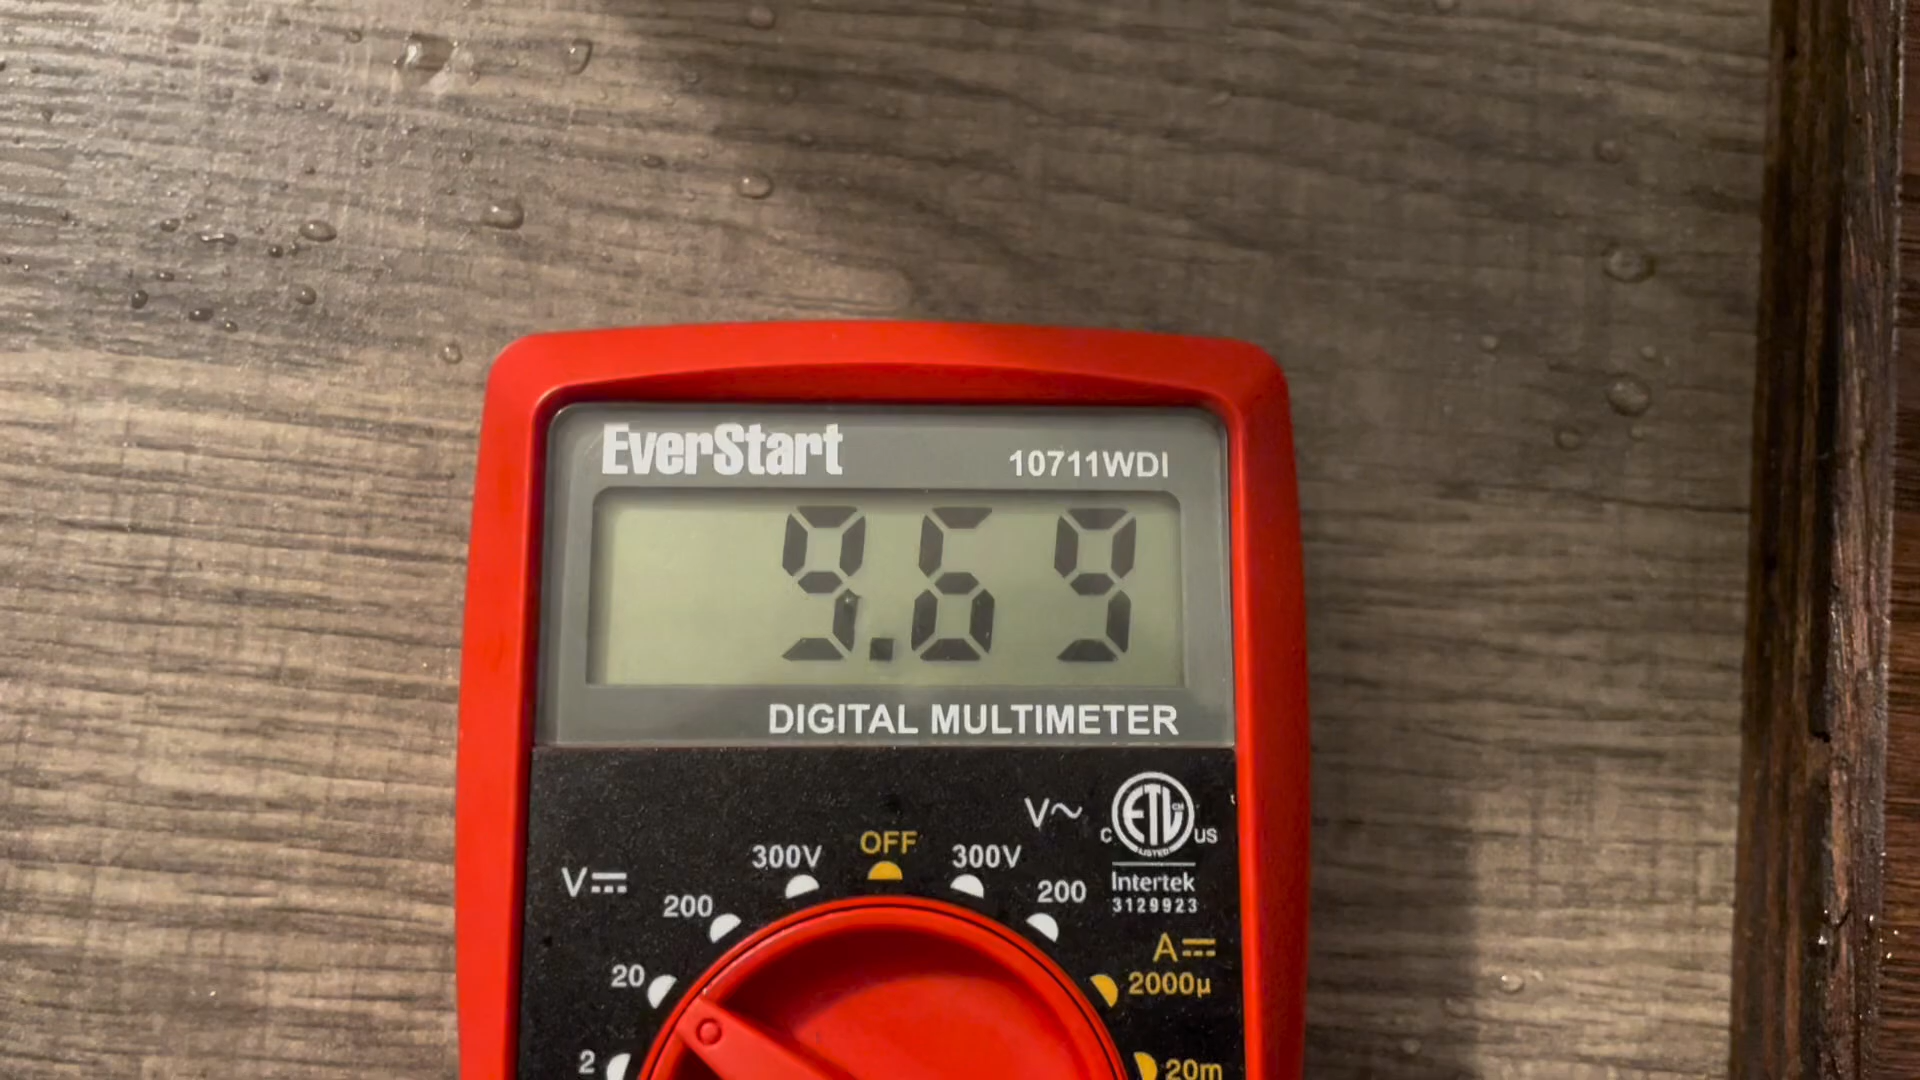 EverStart
10711WDI
9.69
DIGITAL MULTIMETER
V~
c ETL CM US
LISTED
OFF
300V
300V
V⎓
Intertek
200
200
3129923
A⎓
20
2000µ
2
20m